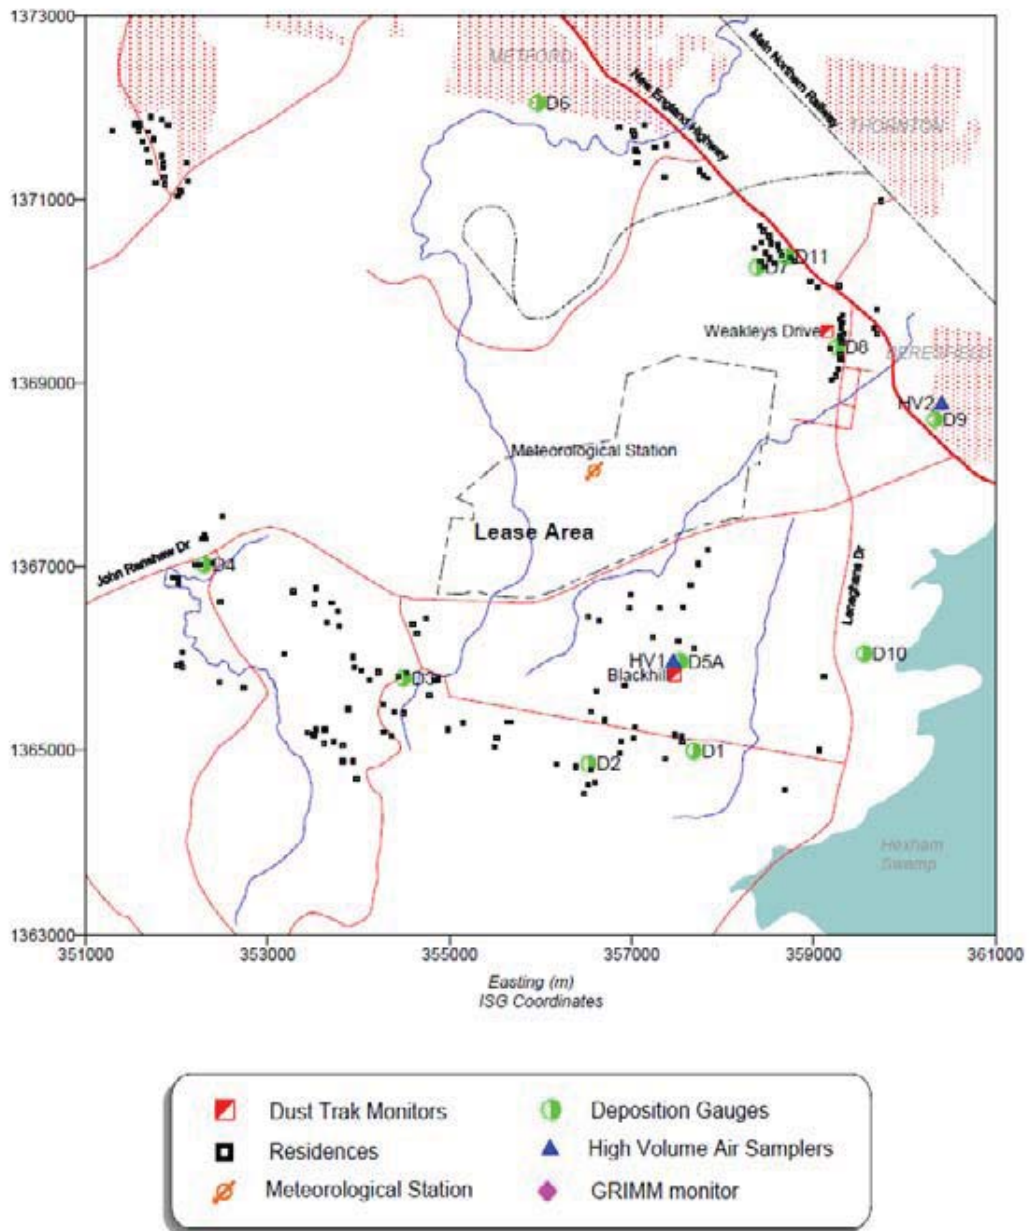 1373000
METFORD
New England Highway
Main Northern Railway
D6
THORNTON
1371000
D11
D7
Weakleys Drive
D8
BERESFIELD
1369000
HV2
D9
Meteorological Station
Lease Area
John Renshaw Dr
1367000
D4
Lenaghans Dr
D10
HV1
D5A
Blackhill
D3
1365000
D1
D2
Hexham
Swamp
1363000
351000
353000
355000
357000
359000
361000
Easting (m)
ISG Coordinates
Dust Trak Monitors
Deposition Gauges
Residences
High Volume Air Samplers
Meteorological Station
GRIMM monitor